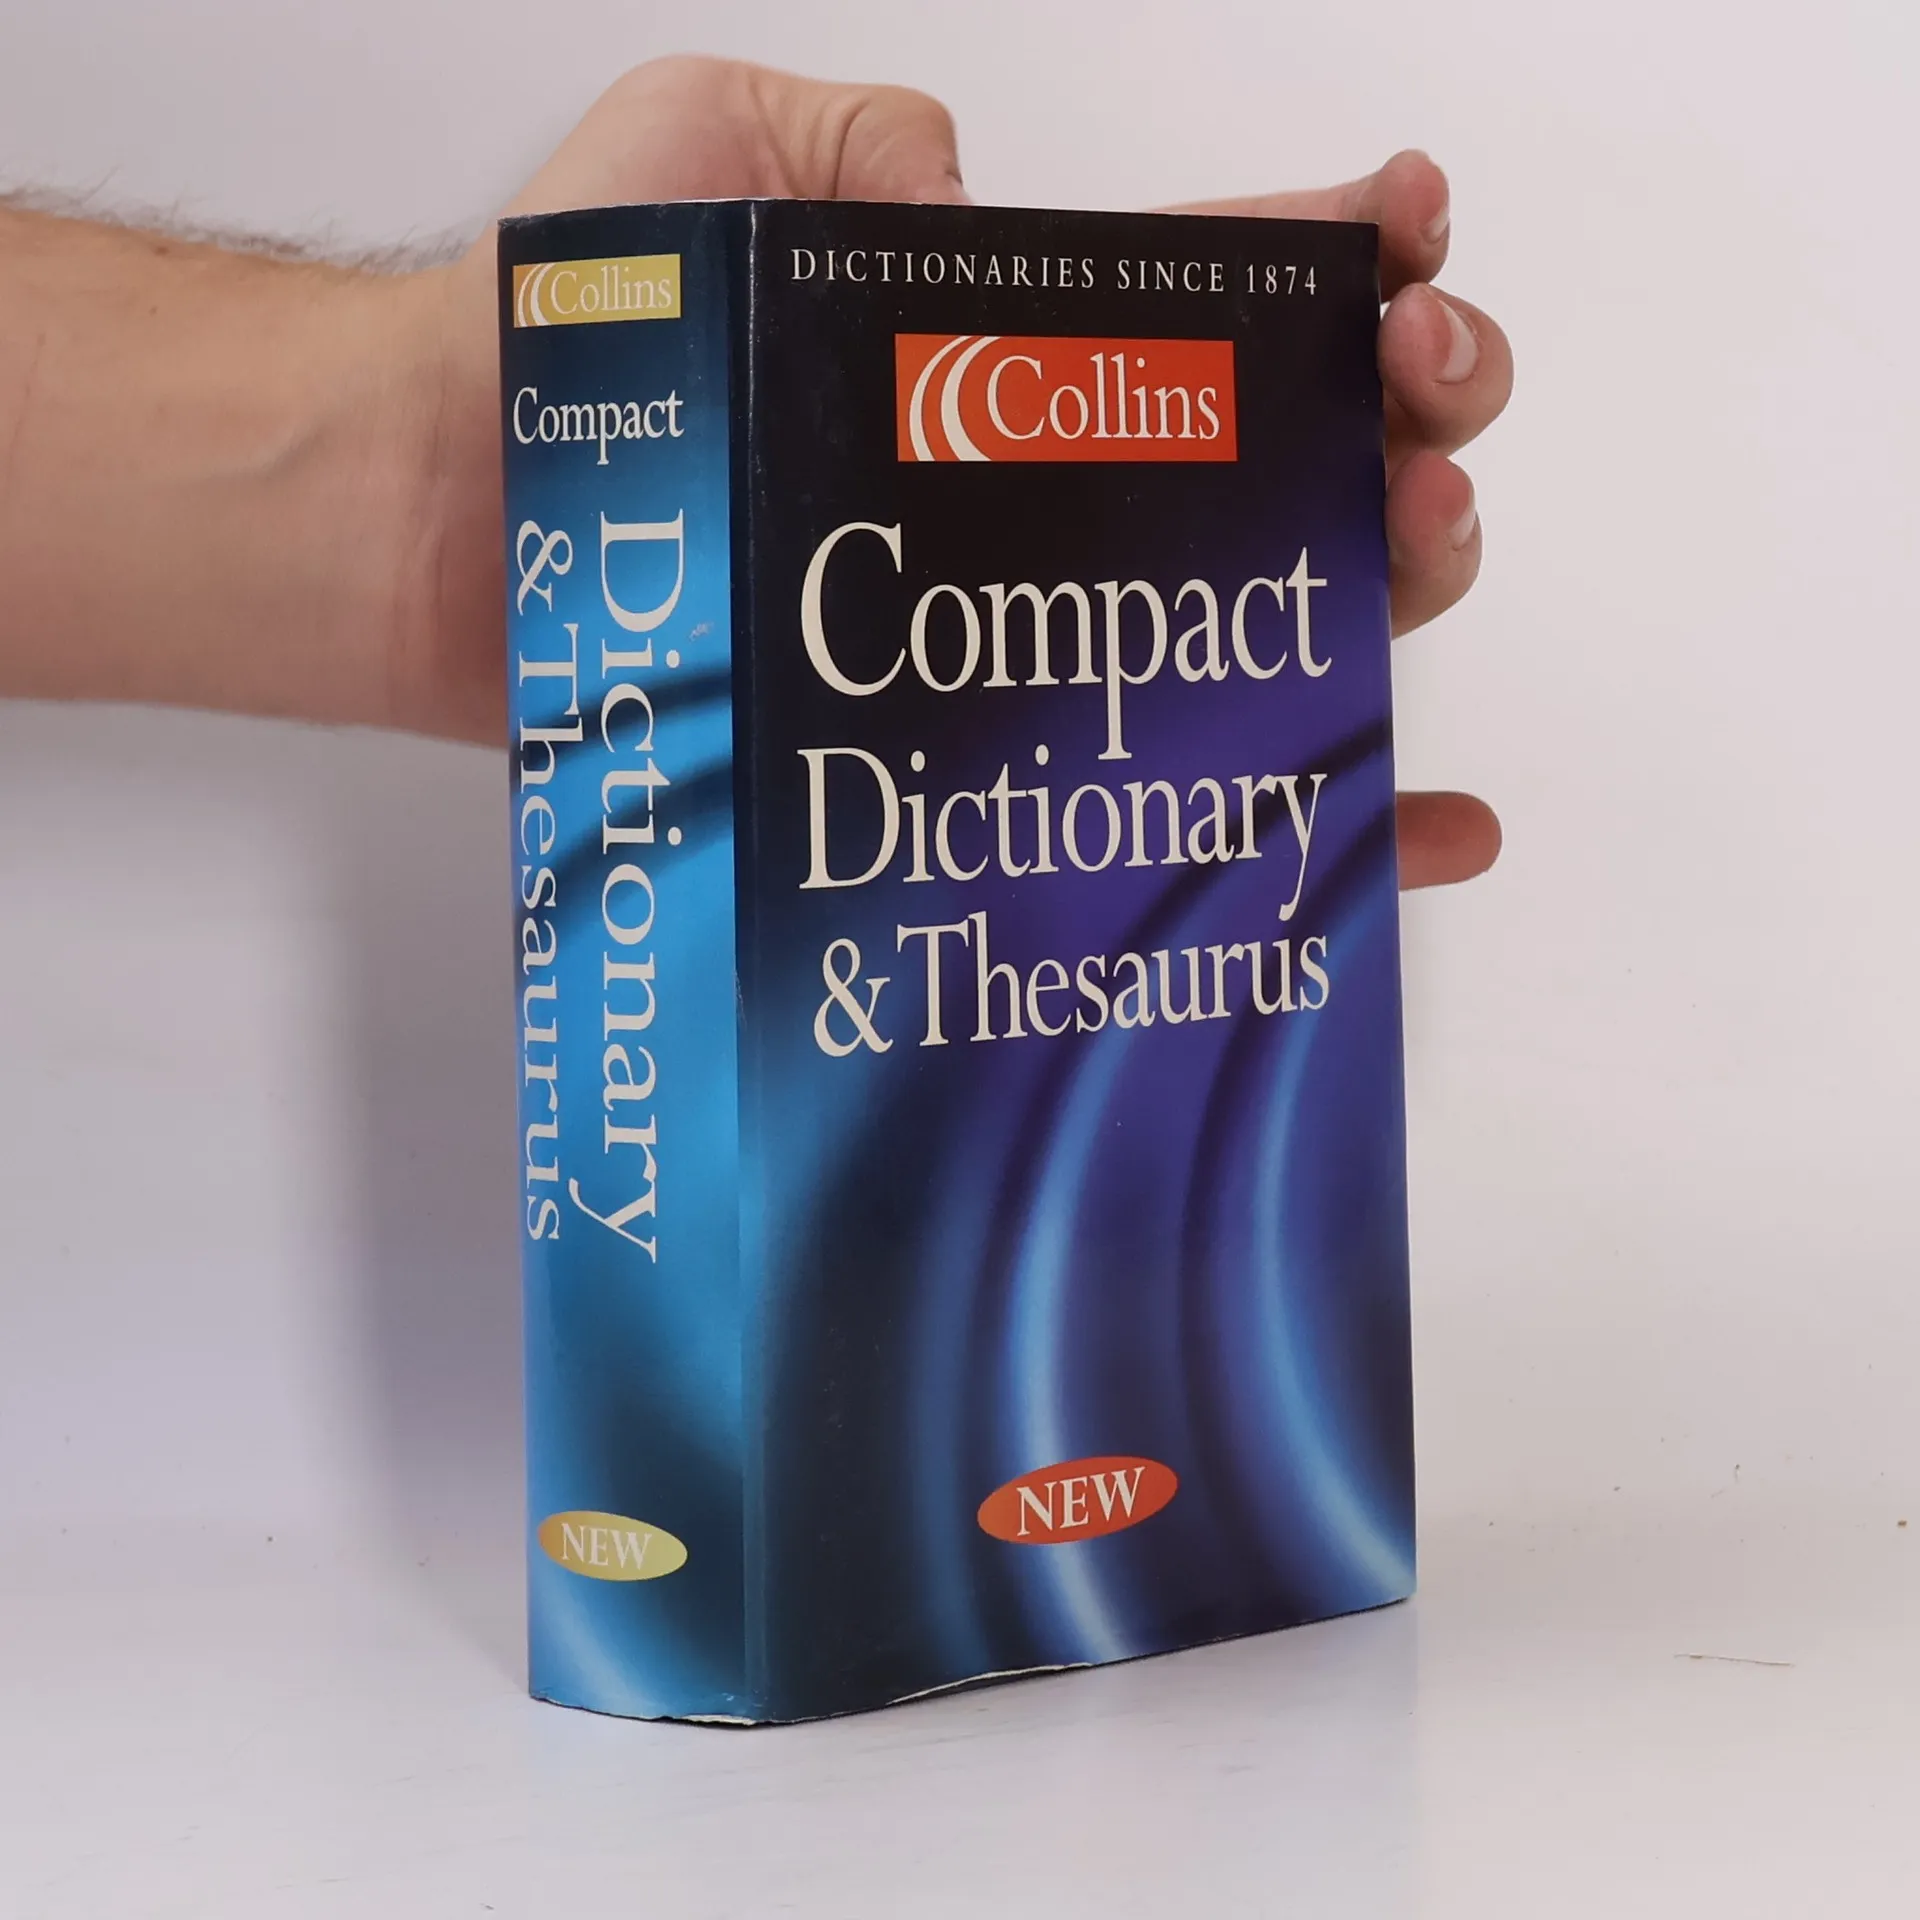 Collins
Compact
Dictionary
& Thesaurus
NEW
DICTIONARIES SINCE 1874
Collins
Compact
Dictionary
& Thesaurus
NEW